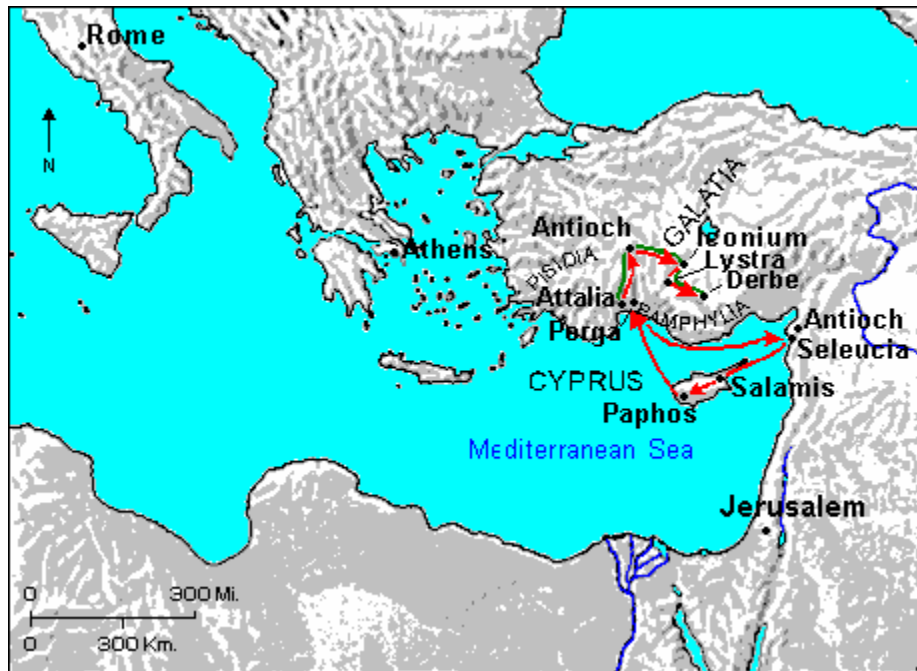 Rome
N
Athens
GALATIA
Antioch
Iconium
Lystra
PISIDIA
Derbe
Attalia
PAMPHYLIA
Perga
Antioch
Seleucia
CYPRUS
Salamis
Paphos
Mediterranean Sea
Jerusalem
0 300 Mi.
0 300 Km.